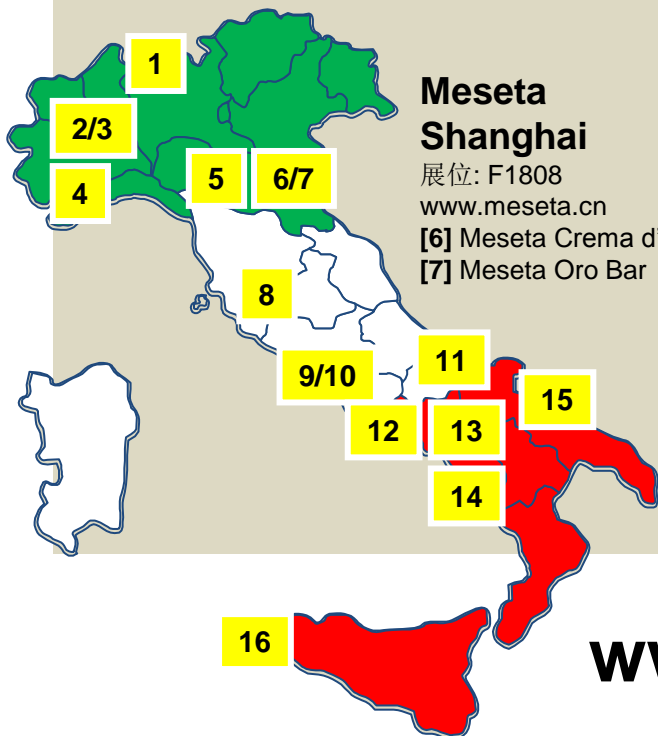 1
2/3
4
5
6/7
Meseta
Shanghai
展位: F1808
www.meseta.cn
[6] Meseta Crema d'
[7] Meseta Oro Bar
8
9/10
11
12
13
15
14
16